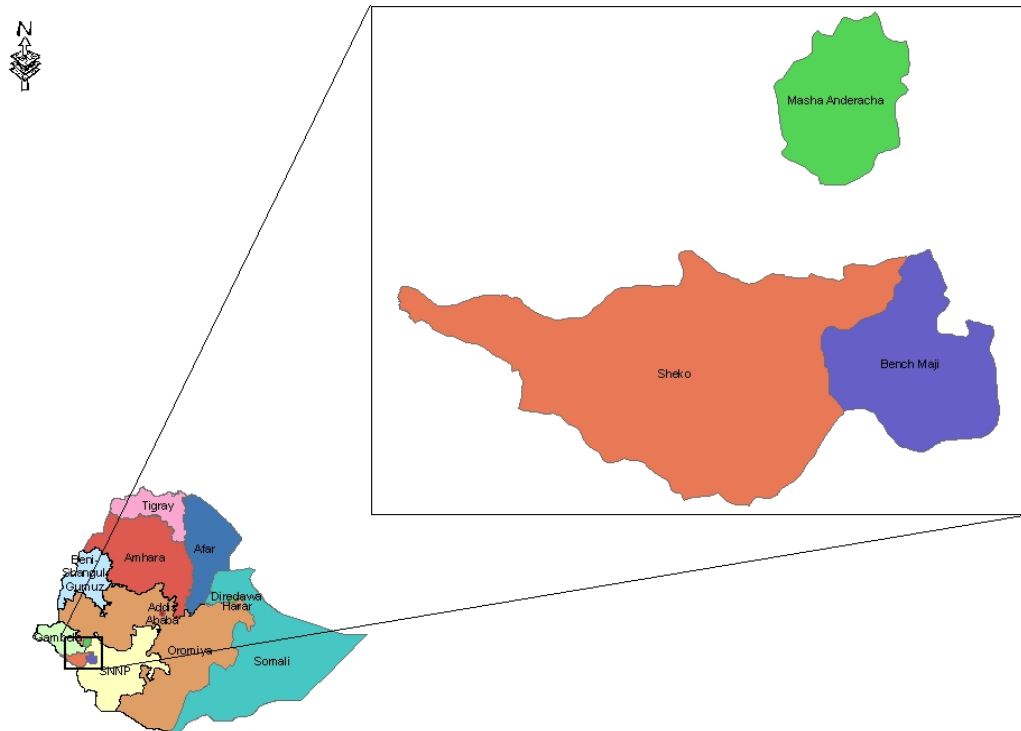 N
Masha Anderacha
Sheko
Bench Maji
Tigray
Afar
Amhara
Beni-
Shangul
Gumuz
Diredawa
Harar
Addis
Ababa
Gambela
Oromiya
Somali
SNNP